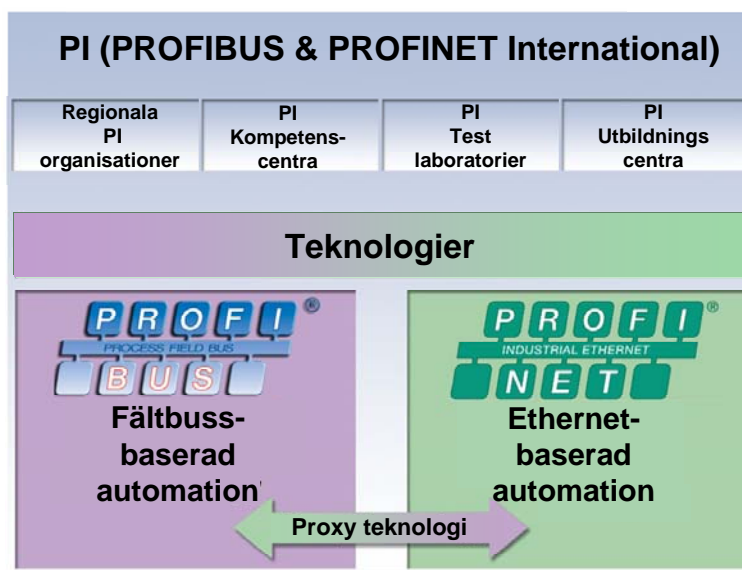 PI (PROFIBUS & PROFINET International)
Regionala
PI
organisationer
PI
Kompetens-
centra
PI
Test
laboratorier
PI
Utbildnings
centra
Teknologier
PROFI®
PROCESS FIELD BUS
BUS
Fältbuss-
baserad
automation
PROFI®
INDUSTRIAL ETHERNET
NET
Ethernet-
baserad
automation
Proxy teknologi